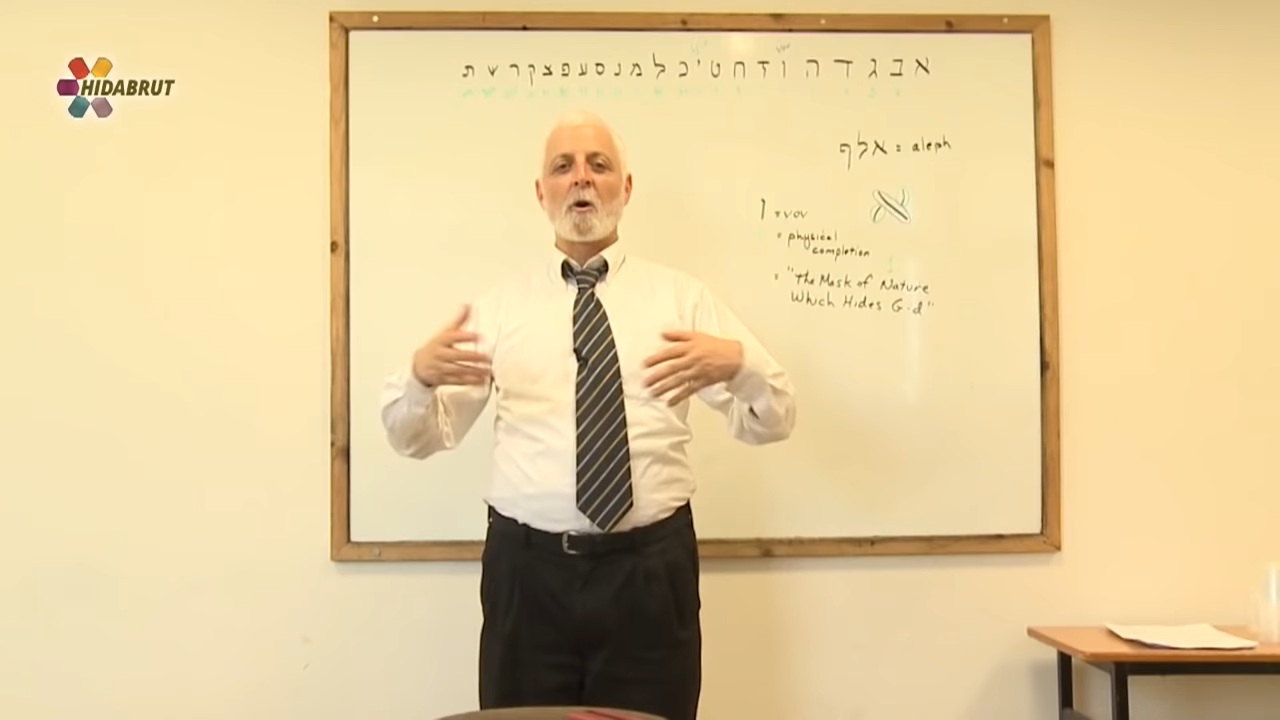 HIDABRUT
א ב ג ד ה ו ז ח ט י כ ל מ נ ס ע פ צ ק ר ש ת
אלף = aleph
א
ו = vov
= physical
completion
= "The Mask of Nature
Which Hides G-d"